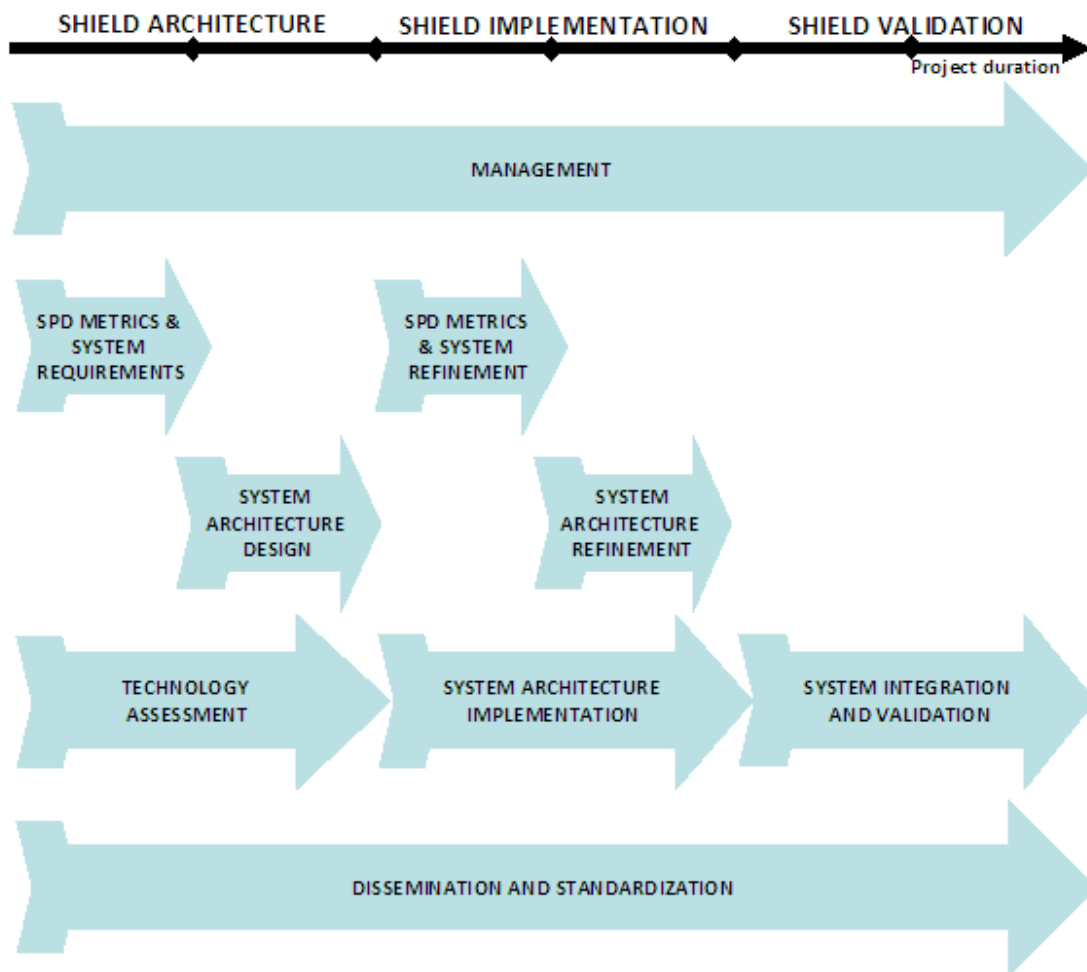 SHIELD ARCHITECTURE
SHIELD IMPLEMENTATION
SHIELD VALIDATION
Project duration
MANAGEMENT
SPD METRICS &
SYSTEM
REQUIREMENTS
SPD METRICS
& SYSTEM
REFINEMENT
SYSTEM
ARCHITECTURE
DESIGN
SYSTEM
ARCHITECTURE
REFINEMENT
TECHNOLOGY
ASSESSMENT
SYSTEM ARCHITECTURE
IMPLEMENTATION
SYSTEM INTEGRATION
AND VALIDATION
DISSEMINATION AND STANDARDIZATION